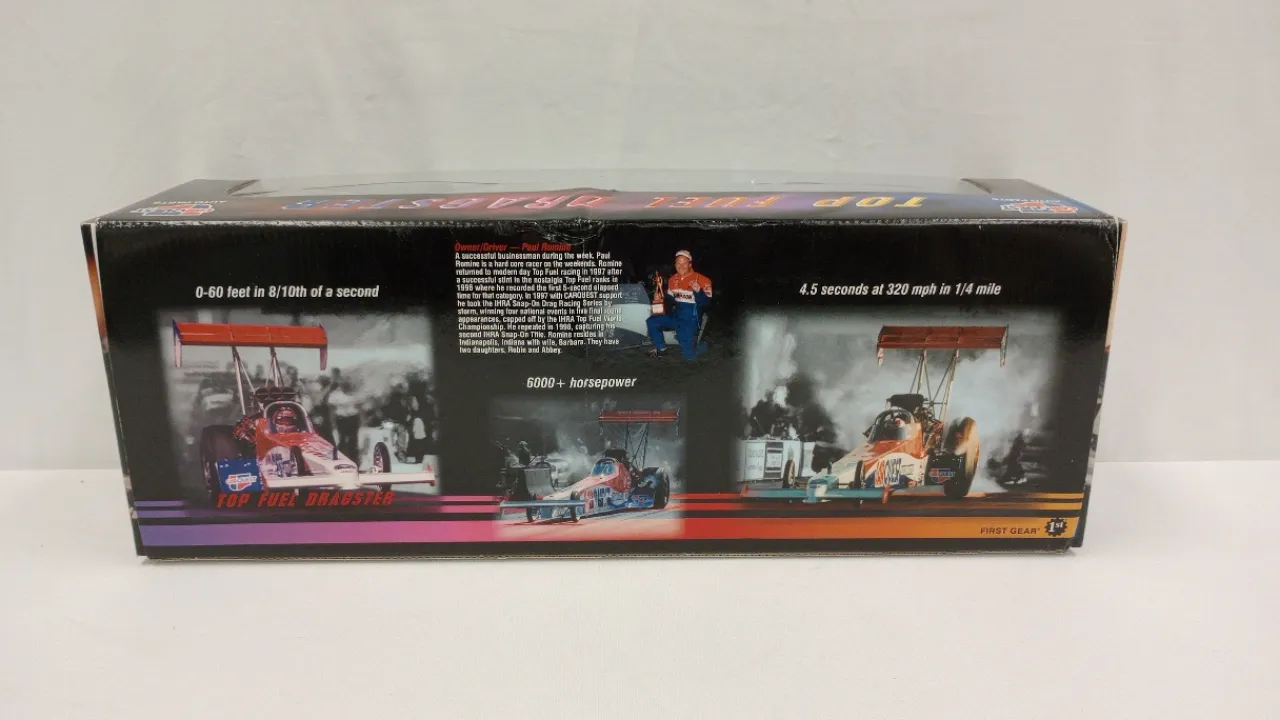 TOP FUEL DRAGSTER
AUTO PARTS
Owner/Driver — Paul Romine
A successful businessman during the week, Paul
Romine is a hard core racer on the weekends. Romine
returned to modern day Top Fuel racing in 1997 after
a successful stint in the nostalgia Top Fuel ranks in
1996 where he recorded the first 5-second elapsed
time for that category. In 1997 with CARQUEST support
he took the IHRA Snap-On Drag Racing Series by
storm, winning four national events in five final round
appearances, capped off by the IHRA Top Fuel World
Championship. He repeated in 1998, capturing his
second IHRA Snap-On Title. Romine resides in
Indianapolis, Indiana with wife, Barbara. They have
two daughters, Robin and Abbey.
0-60 feet in 8/10th of a second
4.5 seconds at 320 mph in 1/4 mile
6000+ horsepower
TOP FUEL DRAGSTER
FIRST GEAR® 1st